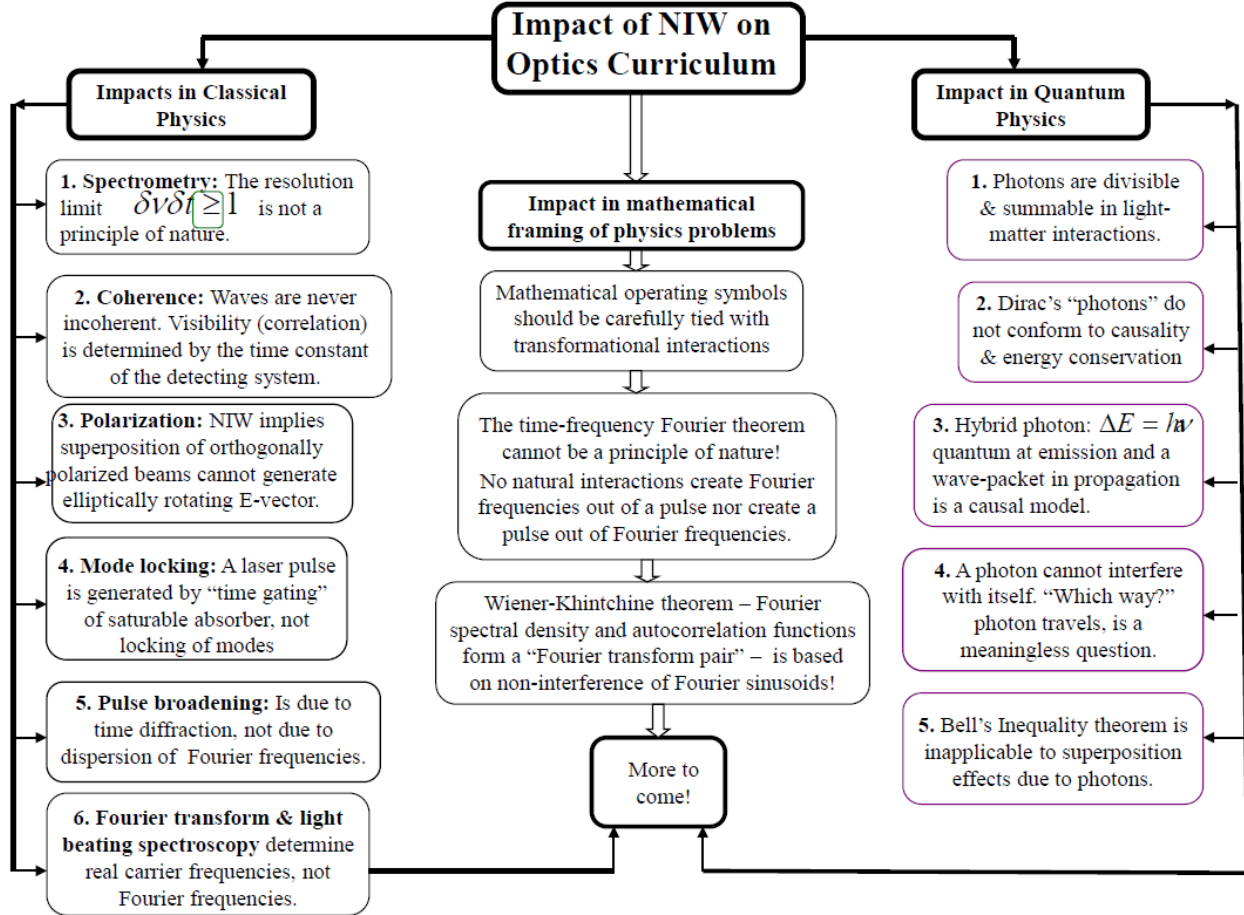 Impact of NIW on
Optics Curriculum
Impacts in Classical
Physics
1. Spectrometry: The resolution
limit δνδt ≥ 1 is not a
principle of nature.
2. Coherence: Waves are never
incoherent. Visibility (correlation)
is determined by the time constant
of the detecting system.
3. Polarization: NIW implies
superposition of orthogonally
polarized beams cannot generate
elliptically rotating E-vector.
4. Mode locking: A laser pulse
is generated by “time gating”
of saturable absorber, not
locking of modes
5. Pulse broadening: Is due to
time diffraction, not due to
dispersion of Fourier frequencies.
6. Fourier transform & light
beating spectroscopy determine
real carrier frequencies, not
Fourier frequencies.
Impact in mathematical
framing of physics problems
Mathematical operating symbols
should be carefully tied with
transformational interactions
The time-frequency Fourier theorem
cannot be a principle of nature!
No natural interactions create Fourier
frequencies out of a pulse nor create a
pulse out of Fourier frequencies.
Wiener-Khintchine theorem – Fourier
spectral density and autocorrelation functions
form a “Fourier transform pair” – is based
on non-interference of Fourier sinusoids!
More to
come!
Impact in Quantum
Physics
1. Photons are divisible
& summable in light-
matter interactions.
2. Dirac’s “photons” do
not conform to causality
& energy conservation
3. Hybrid photon: ΔE = hν
quantum at emission and a
wave-packet in propagation
is a causal model.
4. A photon cannot interfere
with itself. “Which way?”
photon travels, is a
meaningless question.
5. Bell’s Inequality theorem is
inapplicable to superposition
effects due to photons.